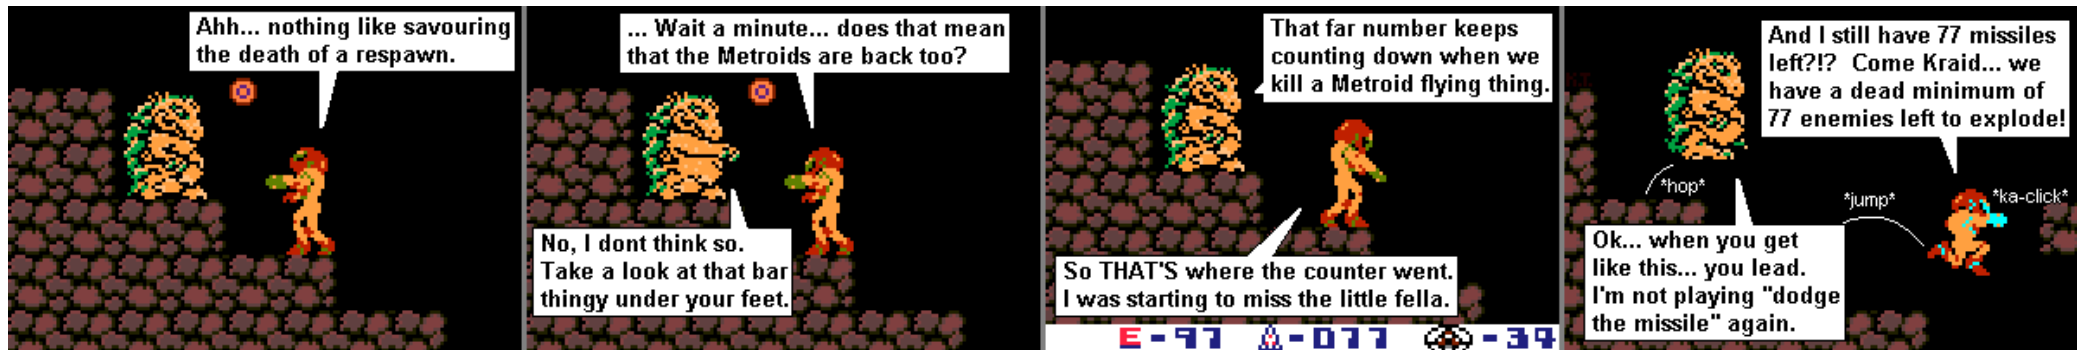 Ahh... nothing like savouring
the death of a respawn.
... Wait a minute... does that mean
that the Metroids are back too?
No, I dont think so.
Take a look at that bar
thingy under your feet.
That far number keeps
counting down when we
kill a Metroid flying thing.
So THAT'S where the counter went.
I was starting to miss the little fella.
E-97 -077 -39
And I still have 77 missiles
left?!? Come Kraid... we
have a dead minimum of
77 enemies left to explode!
*hop*
*jump*
*ka-click*
Ok... when you get
like this... you lead.
I'm not playing "dodge
the missile" again.